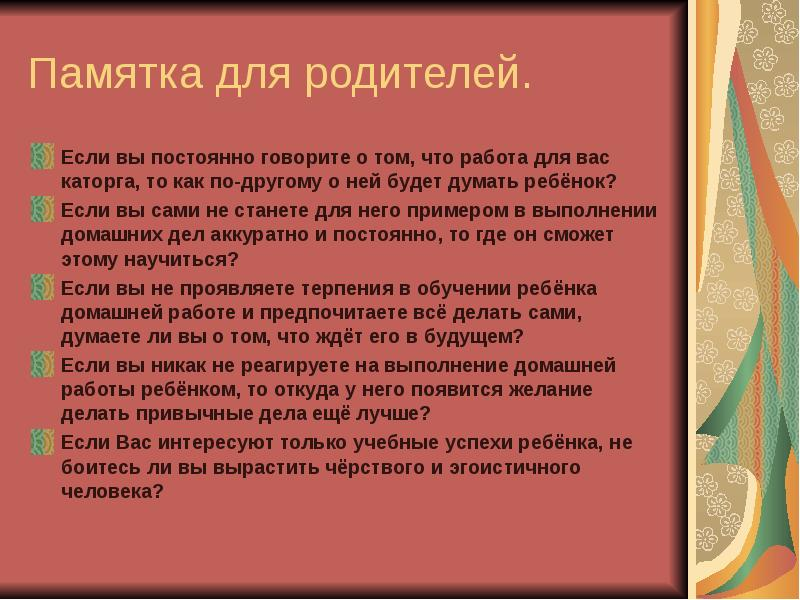 Памятка для родителей.
Если вы постоянно говорите о том, что работа для вас
каторга, то как по-другому о ней будет думать ребёнок?
Если вы сами не станете для него примером в выполнении
домашних дел аккуратно и постоянно, то где он сможет
этому научиться?
Если вы не проявляете терпения в обучении ребёнка
домашней работе и предпочитаете всё делать сами,
думаете ли вы о том, что ждёт его в будущем?
Если вы никак не реагируете на выполнение домашней
работы ребёнком, то откуда у него появится желание
делать привычные дела ещё лучше?
Если Вас интересуют только учебные успехи ребёнка, не
боитесь ли вы вырастить чёрствого и эгоистичного
человека?